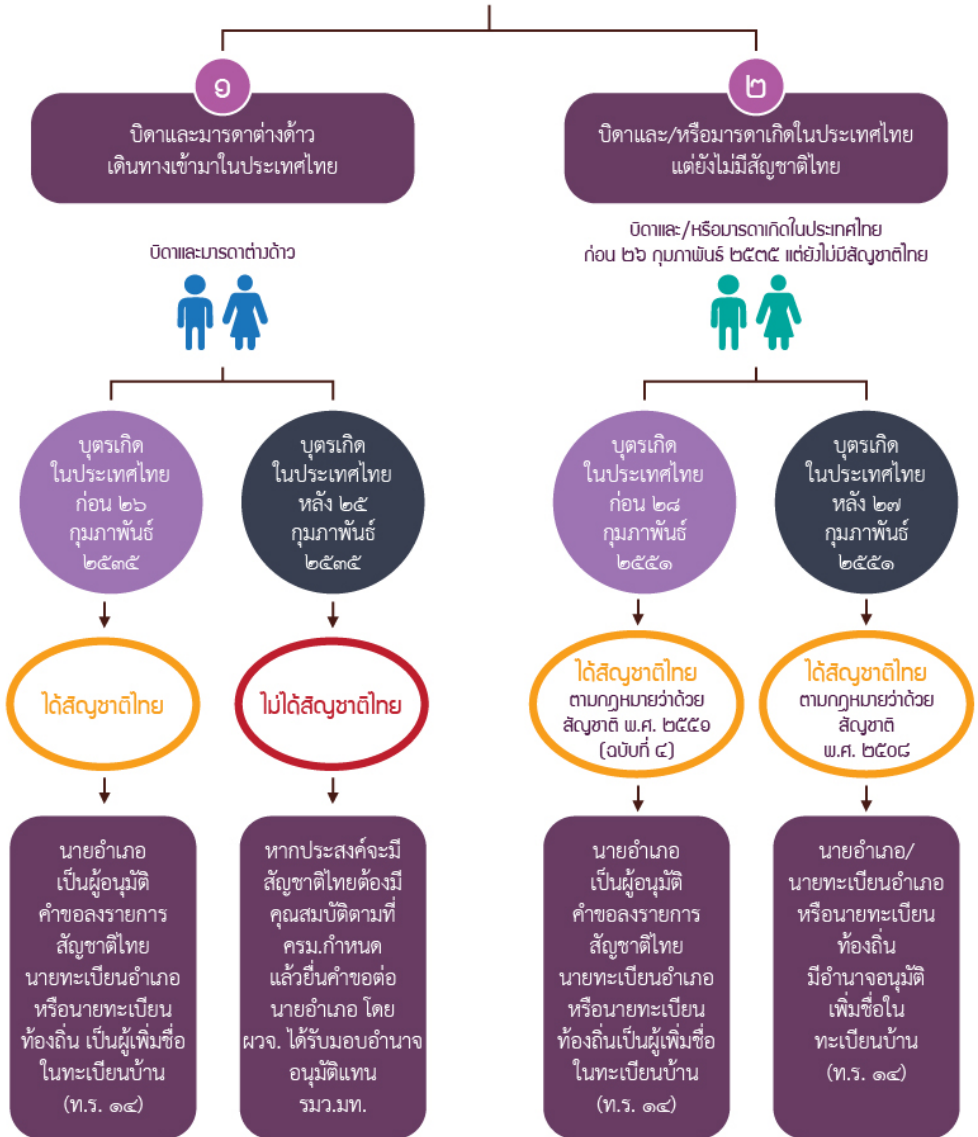 ๑
บิดาและมารดาต่างด้าว
เดินทางเข้ามาในประเทศไทย
บิดาและมารดาต่างด้าว
บุตรเกิด
ในประเทศไทย
ก่อน ๒๖
กุมภาพันธ์
๒๕๓๕
ได้สัญชาติไทย
นายอำเภอ
เป็นผู้อนุมัติ
คำขอลงรายการ
สัญชาติไทย
นายทะเบียนอำเภอ
หรือนายทะเบียน
ท้องถิ่น เป็นผู้เพิ่มชื่อ
ในทะเบียนบ้าน
(ท.ร. ๑๔)
บุตรเกิด
ในประเทศไทย
หลัง ๒๕
กุมภาพันธ์
๒๕๓๕
ไม่ได้สัญชาติไทย
หากประสงค์จะมี
สัญชาติไทยต้องมี
คุณสมบัติตามที่
ครม.กำหนด
แล้วยื่นคำขอต่อ
นายอำเภอ โดย
ผวจ. ได้รับมอบอำนาจ
อนุมัติแทน
รมว.มท.
๒
บิดาและ/หรือมารดาเกิดในประเทศไทย
แต่ยังไม่มีสัญชาติไทย
บิดาและ/หรือมารดาเกิดในประเทศไทย
ก่อน ๒๖ กุมภาพันธ์ ๒๕๓๕ แต่ยังไม่มีสัญชาติไทย
บุตรเกิด
ในประเทศไทย
ก่อน ๒๘
กุมภาพันธ์
๒๕๕๑
ได้สัญชาติไทย
ตามกฎหมายว่าด้วย
สัญชาติ พ.ศ. ๒๕๕๑
(ฉบับที่ ๔)
นายอำเภอ
เป็นผู้อนุมัติ
คำขอลงรายการ
สัญชาติไทย
นายทะเบียนอำเภอ
หรือนายทะเบียน
ท้องถิ่นเป็นผู้เพิ่มชื่อ
ในทะเบียนบ้าน
(ท.ร. ๑๔)
บุตรเกิด
ในประเทศไทย
หลัง ๒๗
กุมภาพันธ์
๒๕๕๑
ได้สัญชาติไทย
ตามกฎหมายว่าด้วย
สัญชาติ
พ.ศ. ๒๕๐๘
นายอำเภอ/
นายทะเบียนอำเภอ
หรือนายทะเบียน
ท้องถิ่น
มีอำนาจอนุมัติ
เพิ่มชื่อใน
ทะเบียนบ้าน
(ท.ร. ๑๔)